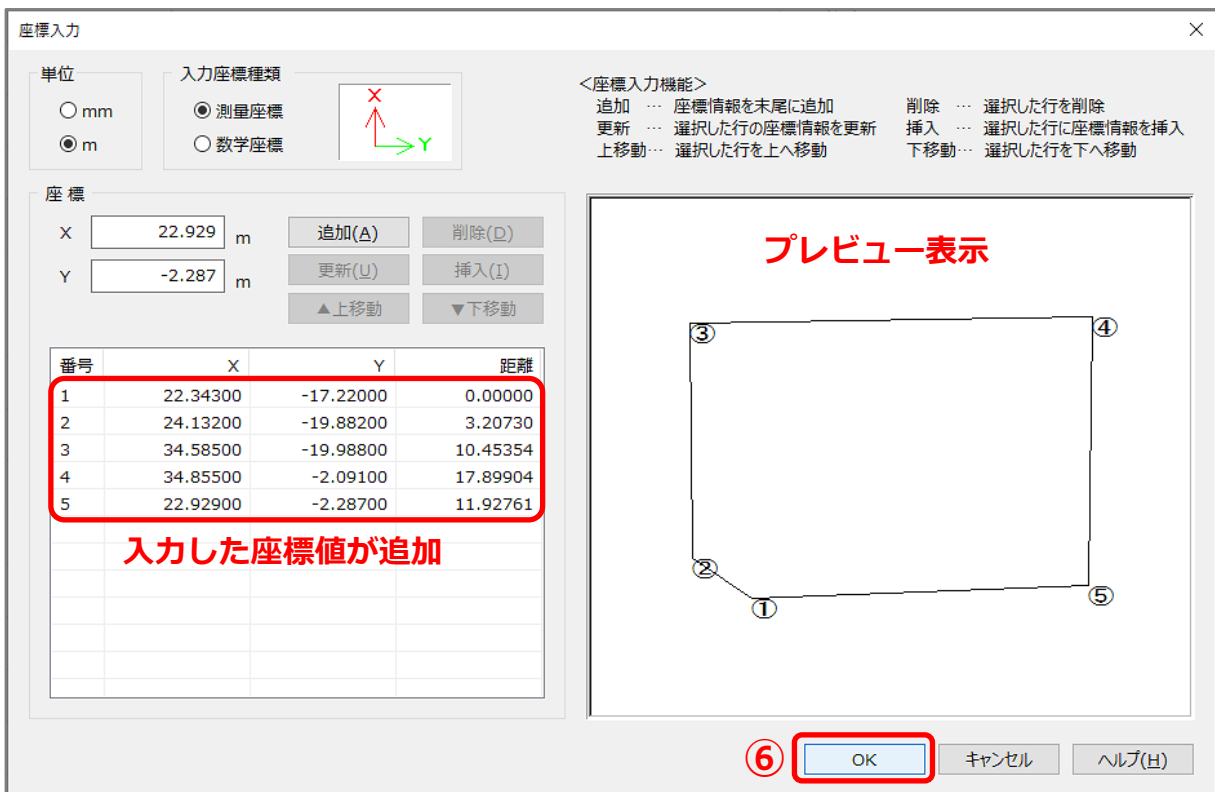 座標入力
単位
mm
m
入力座標種類
測量座標
数学座標
X
Y
<座標入力機能>
追加 … 座標情報を末尾に追加 削除 … 選択した行を削除
更新 … 選択した行の座標情報を更新 挿入 … 選択した行に座標情報を挿入
上移動… 選択した行を上へ移動 下移動… 選択した行を下へ移動
座標
X 22.929 m
Y -2.287 m
追加(A) 削除(D)
更新(U) 挿入(I)
▲上移動 ▼下移動
番号 X Y 距離
1 22.34300 -17.22000 0.00000
2 24.13200 -19.88200 3.20730
3 34.58500 -19.98800 10.45354
4 34.85500 -2.09100 17.89904
5 22.92900 -2.28700 11.92761
入力した座標値が追加
プレビュー表示
③ ④
②
① ⑤
⑥ OK キャンセル ヘルプ(H)